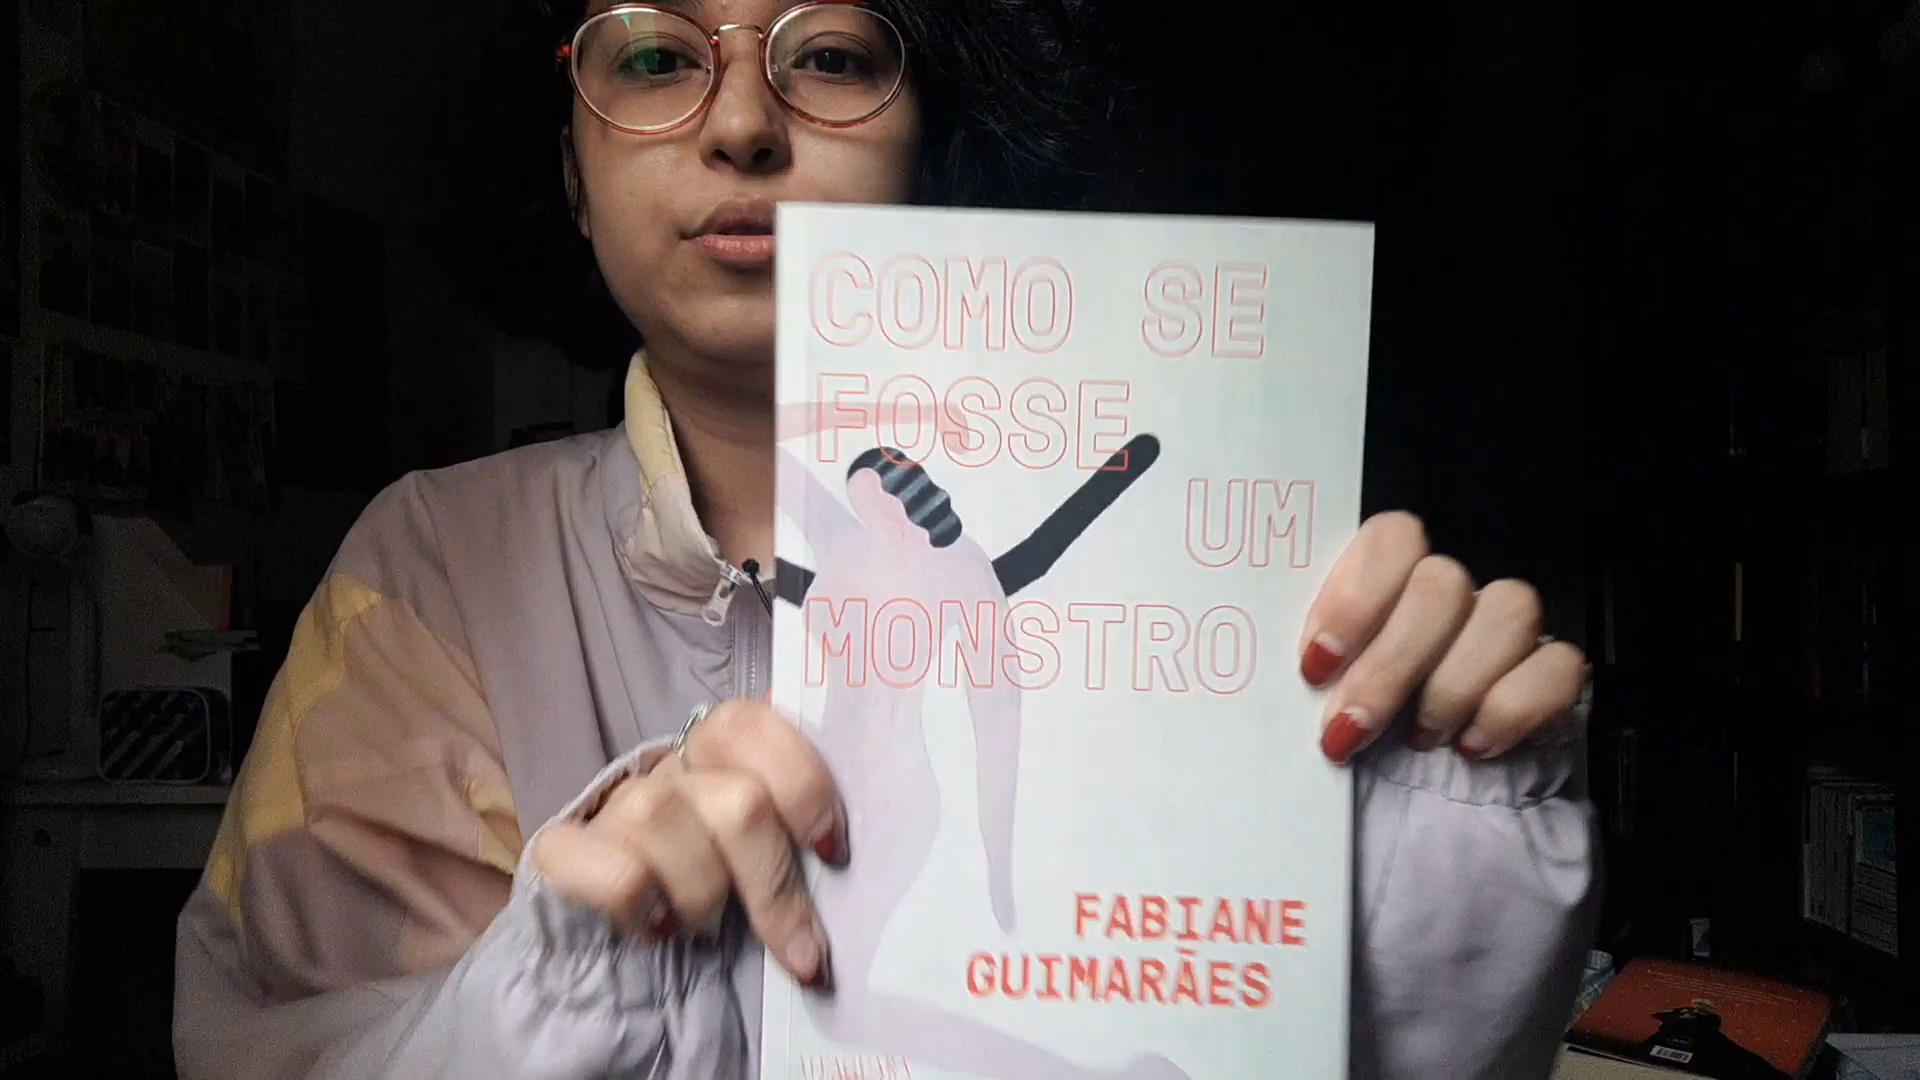 COMO SE
FOSSE
UM
MONSTRO
FABIANE
GUIMARÃES